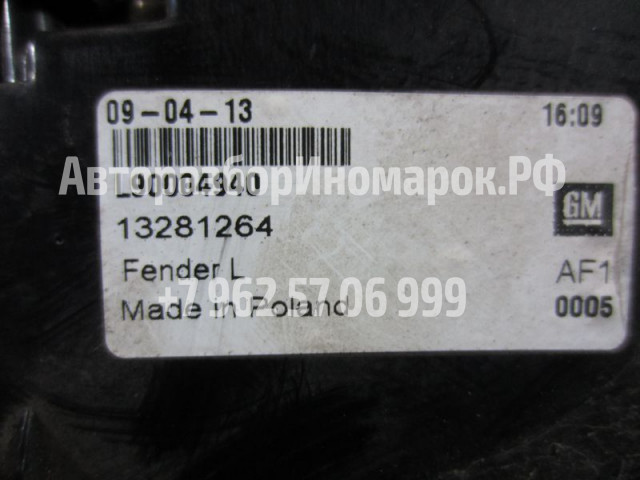 09-04-13 16:09
АвторазборИномарок.РФ
L90004940
13281264
GM
Fender L AF1
+7 962 57 06 999
Made in Poland 0005